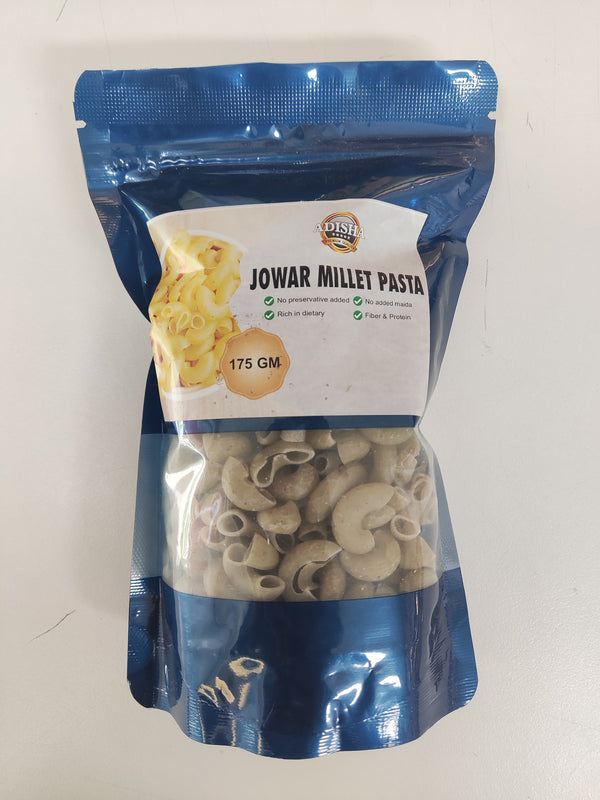 ADISHA
JOWAR MILLET PASTA
No preservative added
No added maida
Rich in dietary
Fiber & Protein
175 GM